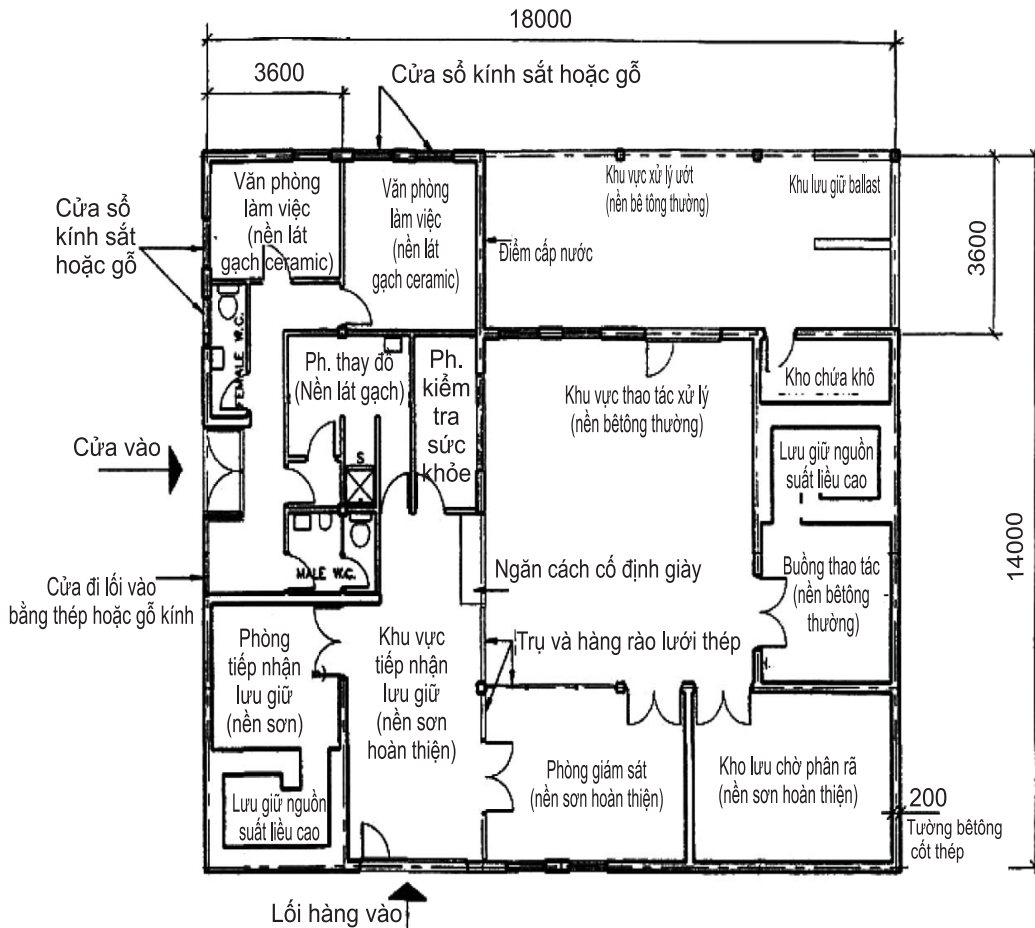 18000
3600
Cửa sổ kính sắt hoặc gỗ
Văn phòng
làm việc
(nền lát
gạch ceramic)
Văn phòng
làm việc
(nền lát
gạch ceramic)
Khu vực xử lý ướt
(nền bê tông thường)
Khu lưu giữ ballast
Cửa sổ
kính sắt
hoặc gỗ
Điểm cấp nước
3600
FEMALE W.C.
Ph. thay đồ
(Nền lát gạch)
Ph.
kiểm
tra
sức
khỏe
Khu vực thao tác xử lý
(nền bêtông thường)
Kho chứa khô
Cửa vào
S
Lưu giữ nguồn
suất liều cao
14000
MALE W.C.
Ngăn cách cố định giày
Buồng thao tác
(nền bêtông
thường)
Cửa đi lối vào
bằng thép hoặc gỗ kính
Phòng
tiếp nhận
lưu giữ
(nền sơn)
Khu vực
tiếp nhận
lưu giữ
(nền sơn
hoàn thiện)
Trụ và hàng rào lưới thép
H.
Phòng giám sát
(nền sơn hoàn thiện)
Kho lưu chờ phân rã
(nền sơn hoàn thiện)
Lưu giữ nguồn
suất liều cao
200
Tường bêtông
cốt thép
Lối hàng vào